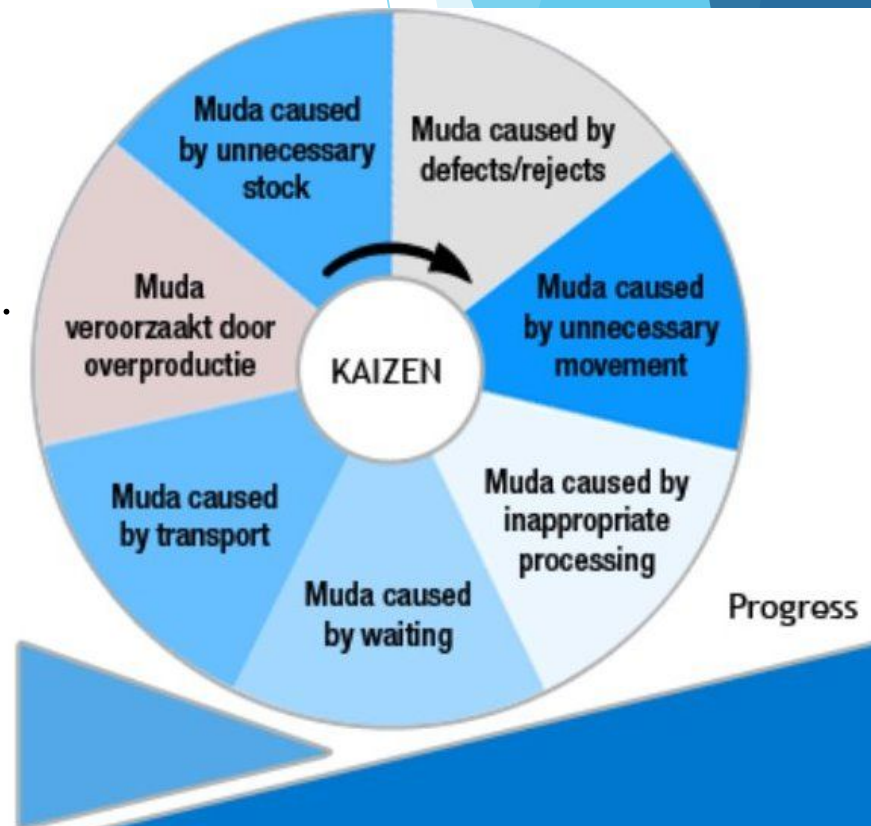 Muda caused
by unnecessary
stock
Muda caused by
defects/rejects
Muda caused
by unnecessary
movement
Muda caused by
inappropriate
processing
Muda caused
by waiting
Muda caused
by transport
Muda
veroorzaakt door
overproductie
KAIZEN
Progress
.